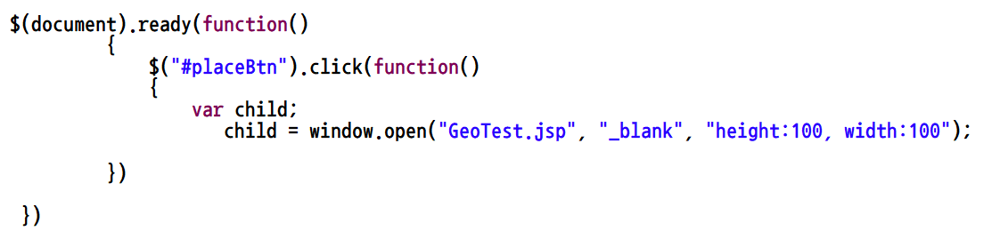 $(document).ready(function()
{
$("#placeBtn").click(function()
{
var child;
child = window.open("GeoTest.jsp", "_blank", "height:100, width:100");
})
})